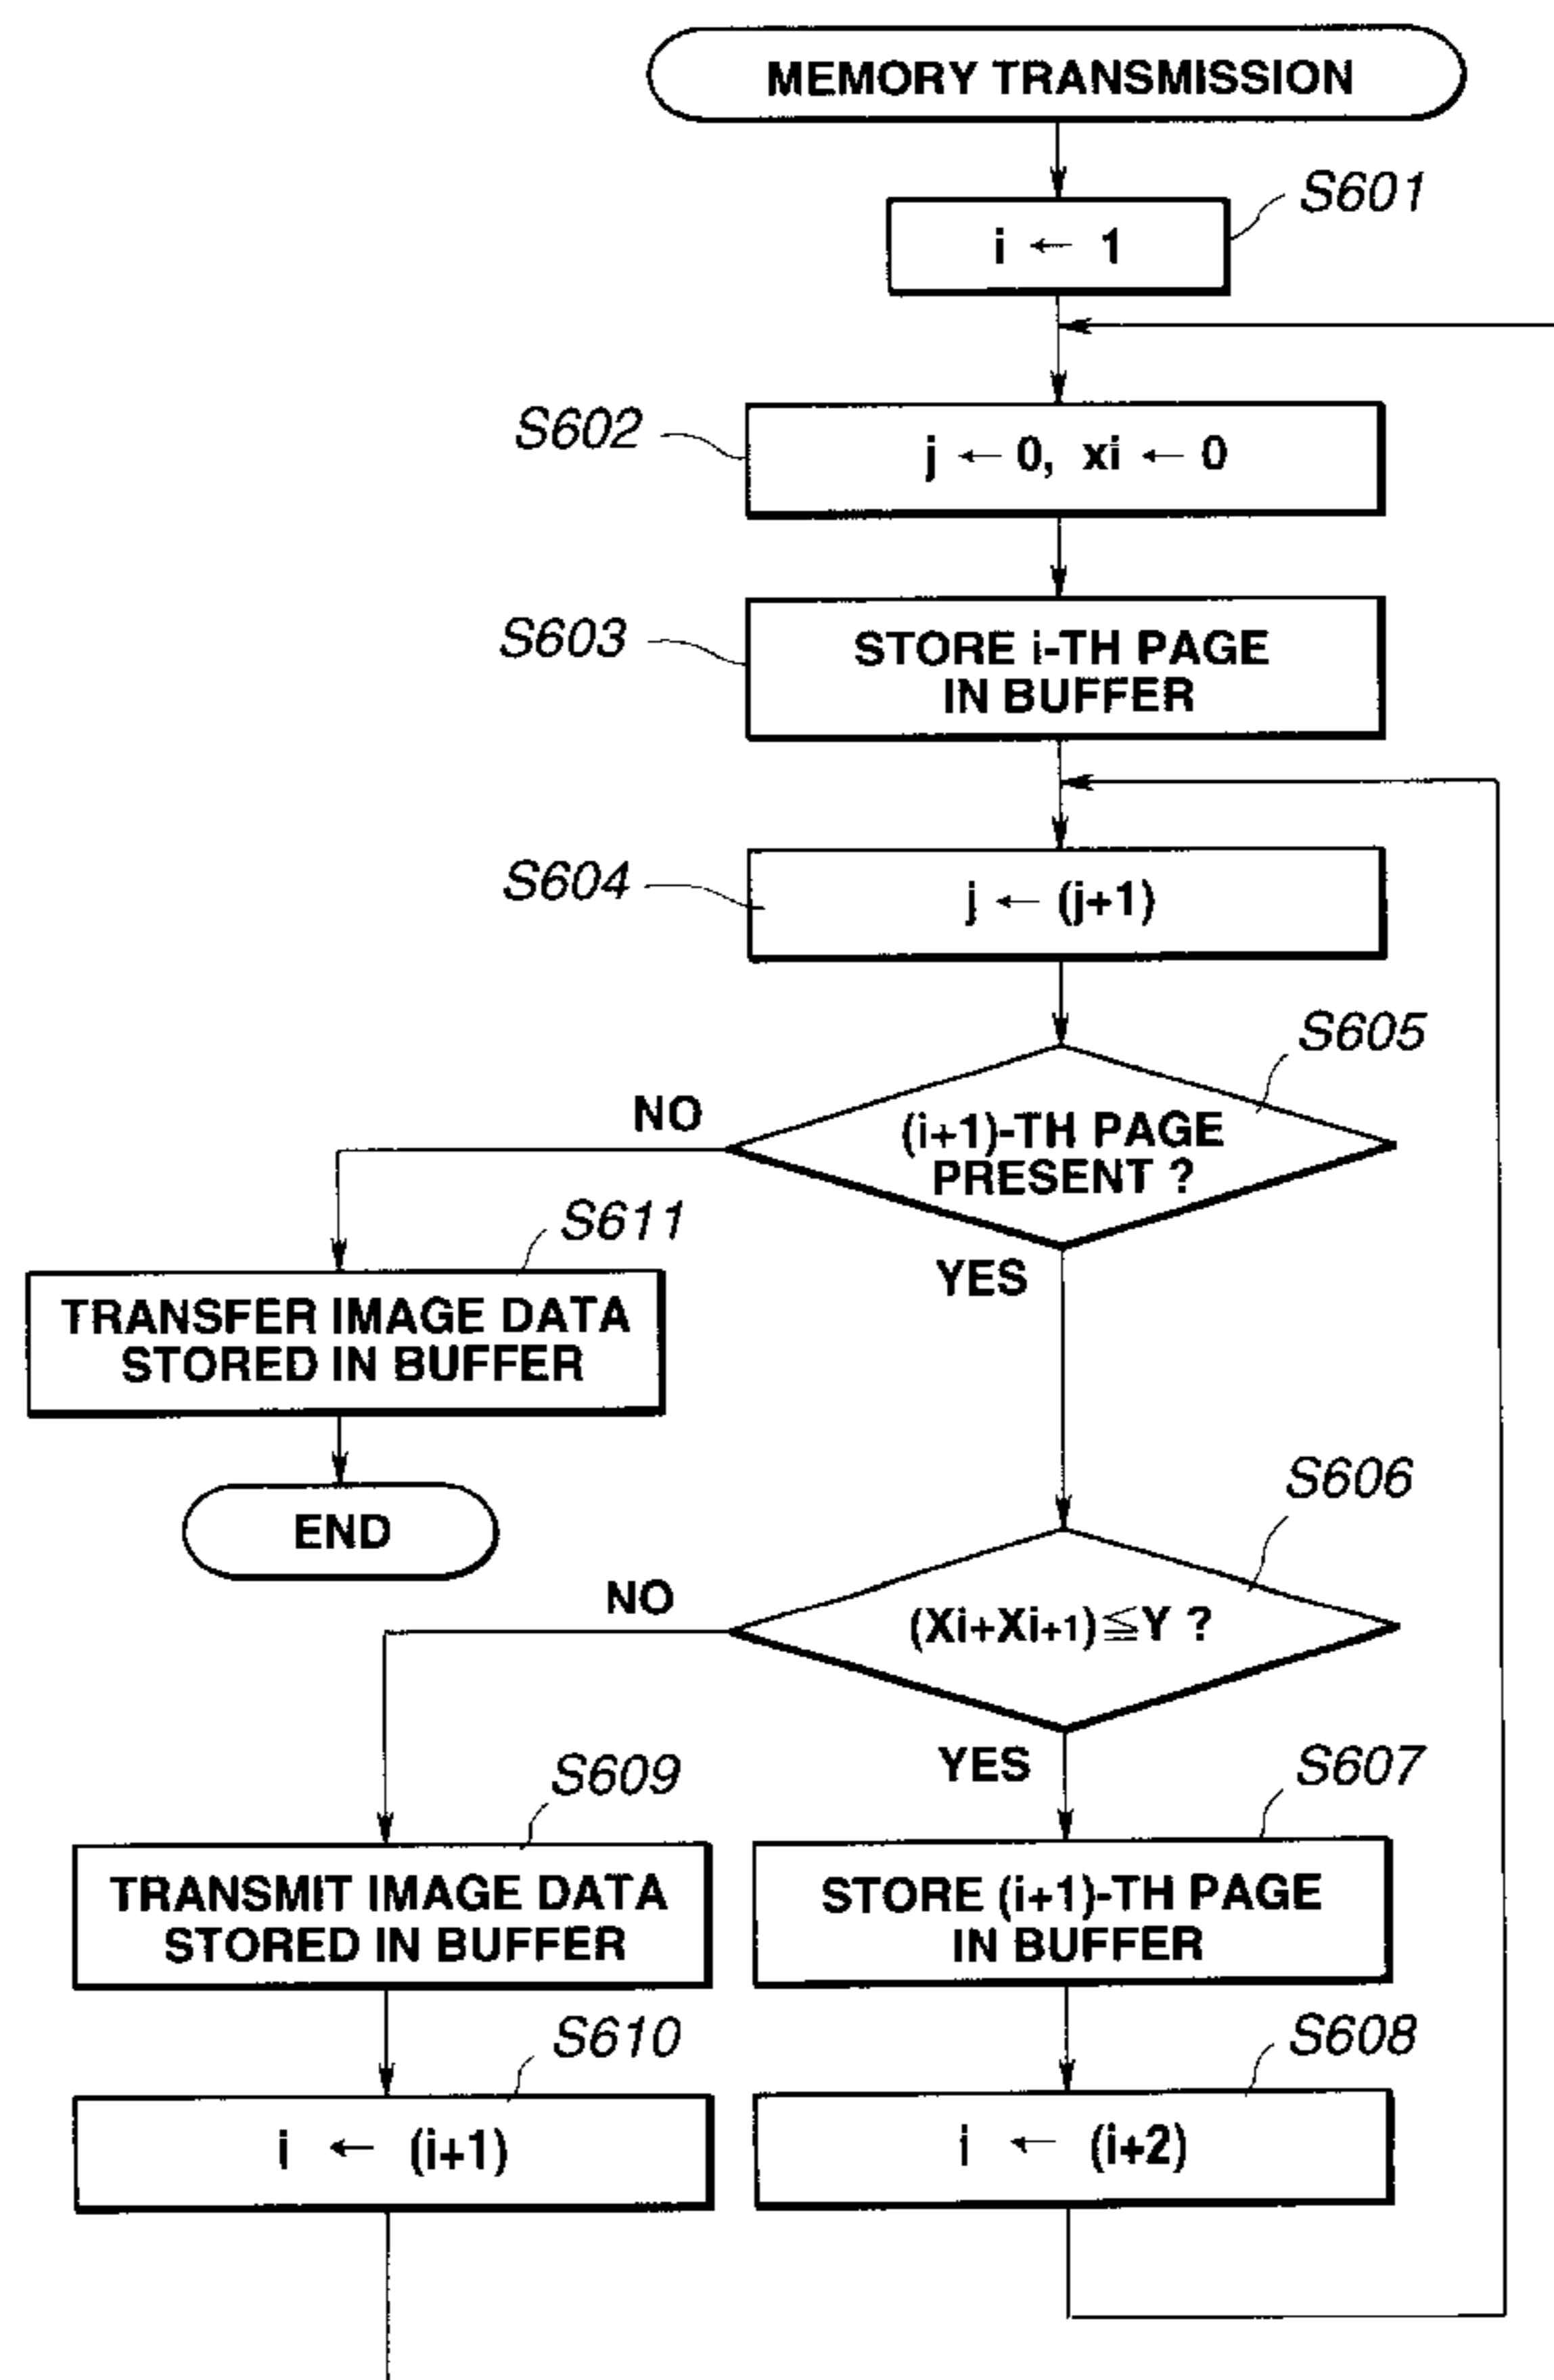 MEMORY TRANSMISSION
S601
i ← 1
S602
j ← 0, xi ← 0
S603
STORE i-TH PAGE
IN BUFFER
S604
j ← (j+1)
S605
NO
(i+1)-TH PAGE
PRESENT ?
S611
YES
TRANSFER IMAGE DATA
STORED IN BUFFER
END
S606
NO
(Xi+Xi+1)≦Y ?
YES
S609
S607
TRANSMIT IMAGE DATA
STORED IN BUFFER
STORE (i+1)-TH PAGE
IN BUFFER
S610
S608
i ← (i+1)
i ← (i+2)